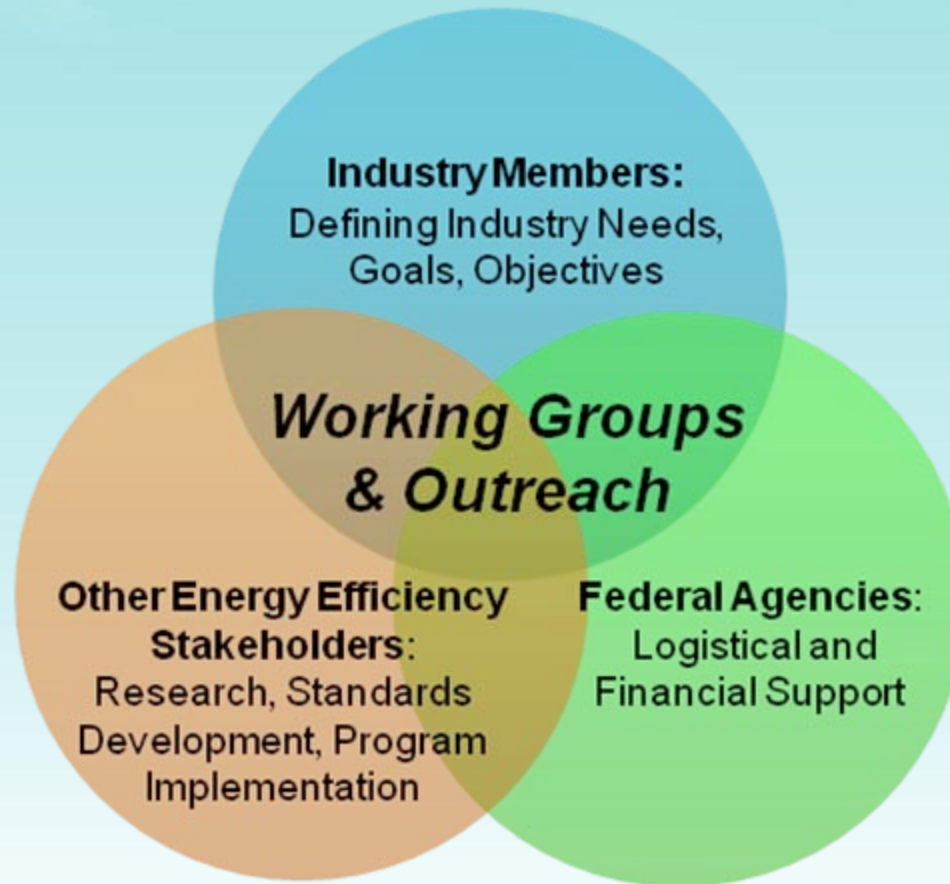 Industry Members:
Defining Industry Needs,
Goals, Objectives
Working Groups
& Outreach
Other Energy Efficiency
Stakeholders:
Research, Standards
Development, Program
Implementation
Federal Agencies:
Logistical and
Financial Support